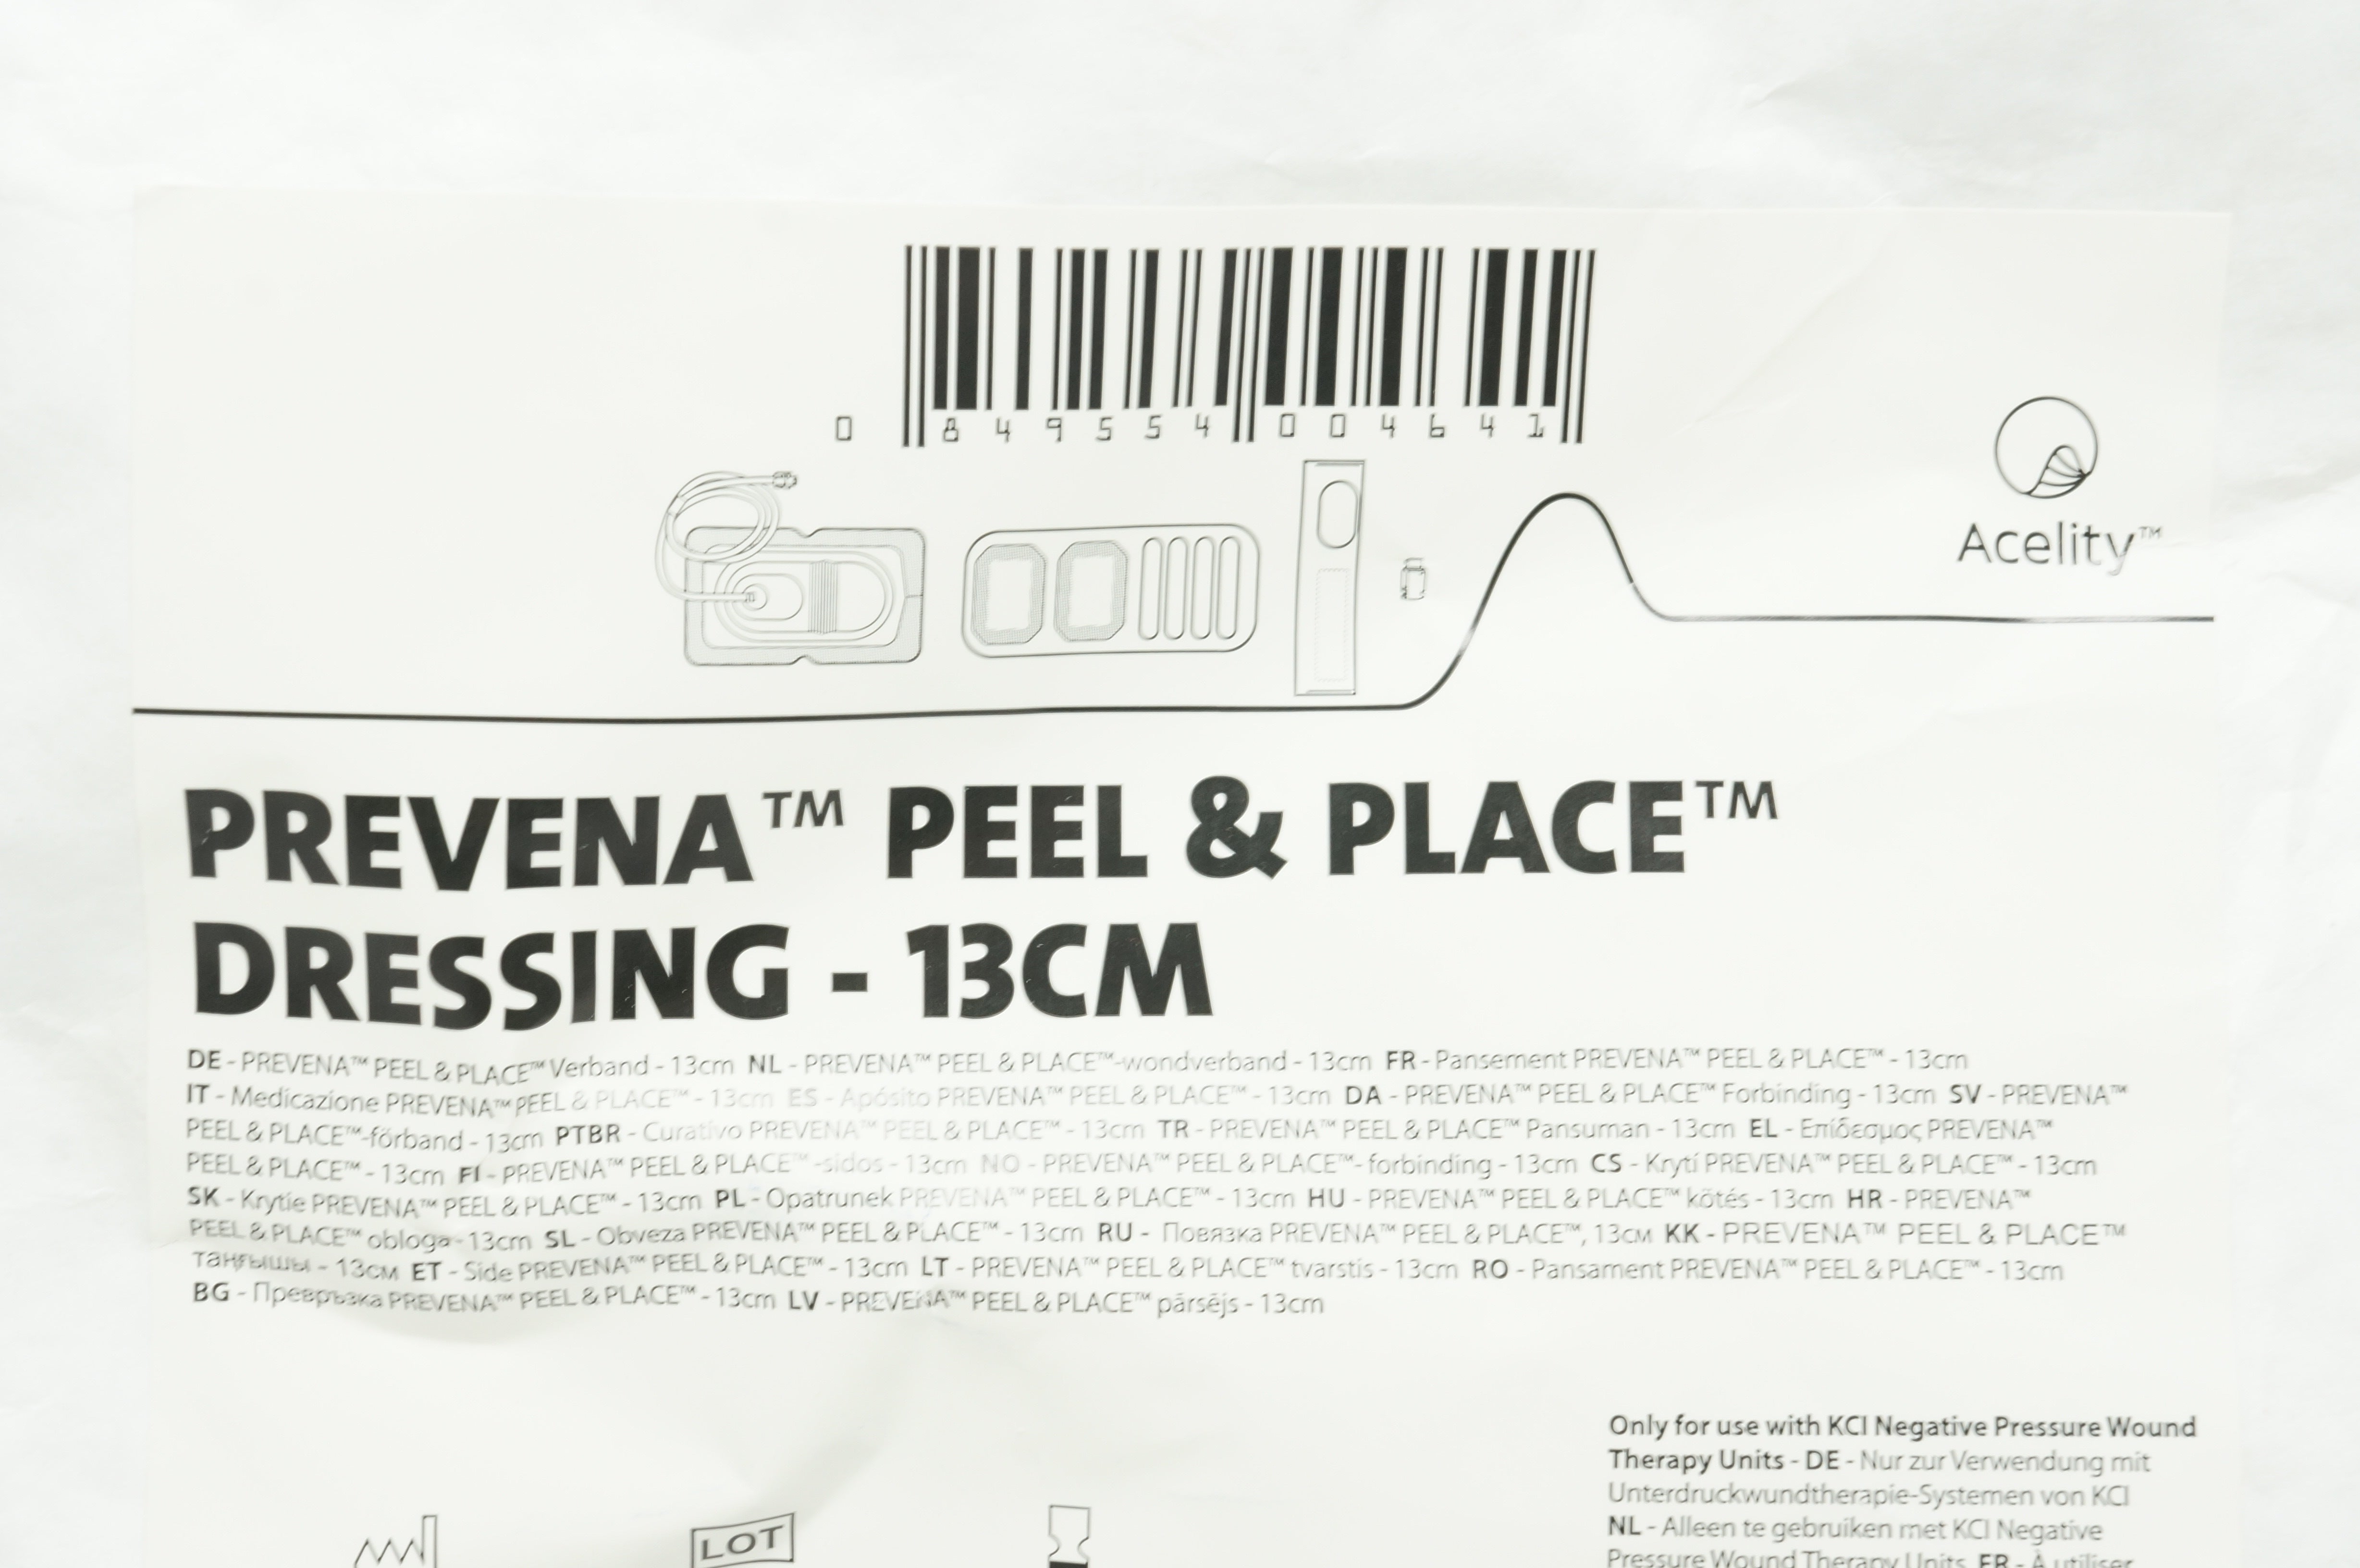 0 849554 004641
Acelity™
PREVENA™ PEEL & PLACE™
DRESSING - 13CM
DE - PREVENA™ PEEL & PLACE™ Verband - 13cm NL - PREVENA™ PEEL & PLACE™-wondverband - 13cm FR - Pansement PREVENA™ PEEL & PLACE™ - 13cm
IT - Medicazione PREVENA™ PEEL & PLACE™ - 13cm ES - Apósito PREVENA™ PEEL & PLACE™ - 13cm DA - PREVENA™ PEEL & PLACE™ Forbinding - 13cm SV - PREVENA™
PEEL & PLACE™-förband - 13cm PTBR - Curativo PREVENA™ PEEL & PLACE™ - 13cm TR - PREVENA™ PEEL & PLACE™ Pansuman - 13cm EL - Επίδεσμος PREVENA™
PEEL & PLACE™ - 13cm FI - PREVENA™ PEEL & PLACE™ -sidos - 13cm NO - PREVENA™ PEEL & PLACE™- forbinding - 13cm CS - Krytí PREVENA™ PEEL & PLACE™ - 13cm
SK - Krytie PREVENA™ PEEL & PLACE™ - 13cm PL - Opatrunek PREVENA™ PEEL & PLACE™ - 13cm HU - PREVENA™ PEEL & PLACE™ kötés - 13cm HR - PREVENA™
PEEL & PLACE™ obloga - 13cm SL - Obveza PREVENA™ PEEL & PLACE™ - 13cm RU - Повязка PREVENA™ PEEL & PLACE™, 13см KK - PREVENA™ PEEL & PLACE™
таңғышы - 13см ET - Side PREVENA™ PEEL & PLACE™ - 13cm LT - PREVENA™ PEEL & PLACE™ tvarstis - 13cm RO - Pansament PREVENA™ PEEL & PLACE™ - 13cm
BG - Превръзка PREVENA™ PEEL & PLACE™ - 13cm LV - PREVENA™ PEEL & PLACE™ pārsējs - 13cm
Only for use with KCI Negative Pressure Wound
Therapy Units - DE - Nur zur Verwendung mit
Unterdruckwundtherapie-Systemen von KCI
NL - Alleen te gebruiken met KCI Negative
Pressure Wound Therapy Units FR - À utiliser
LOT